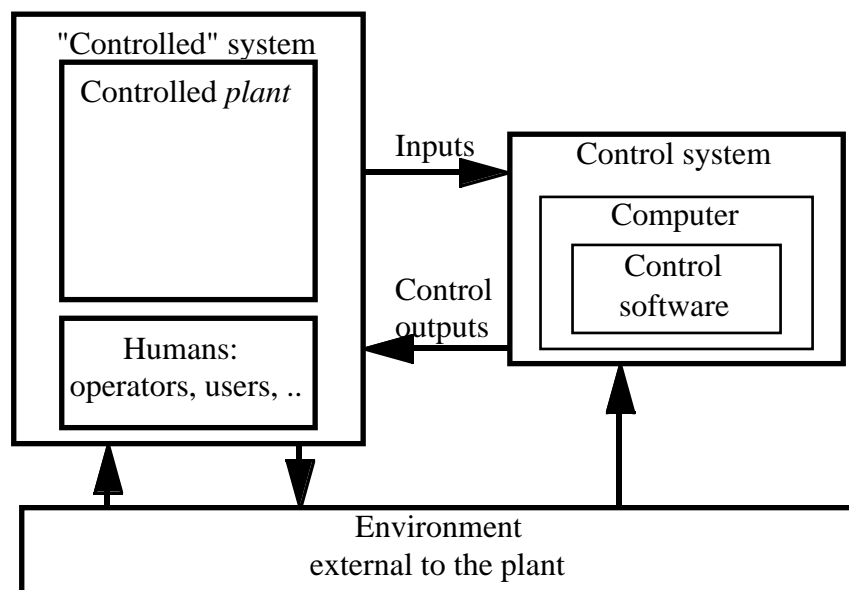 "Controlled" system
Controlled plant
Inputs
Control system
Computer
Control
software
Control
outputs
Humans:
operators, users, ..
Environment
external to the plant